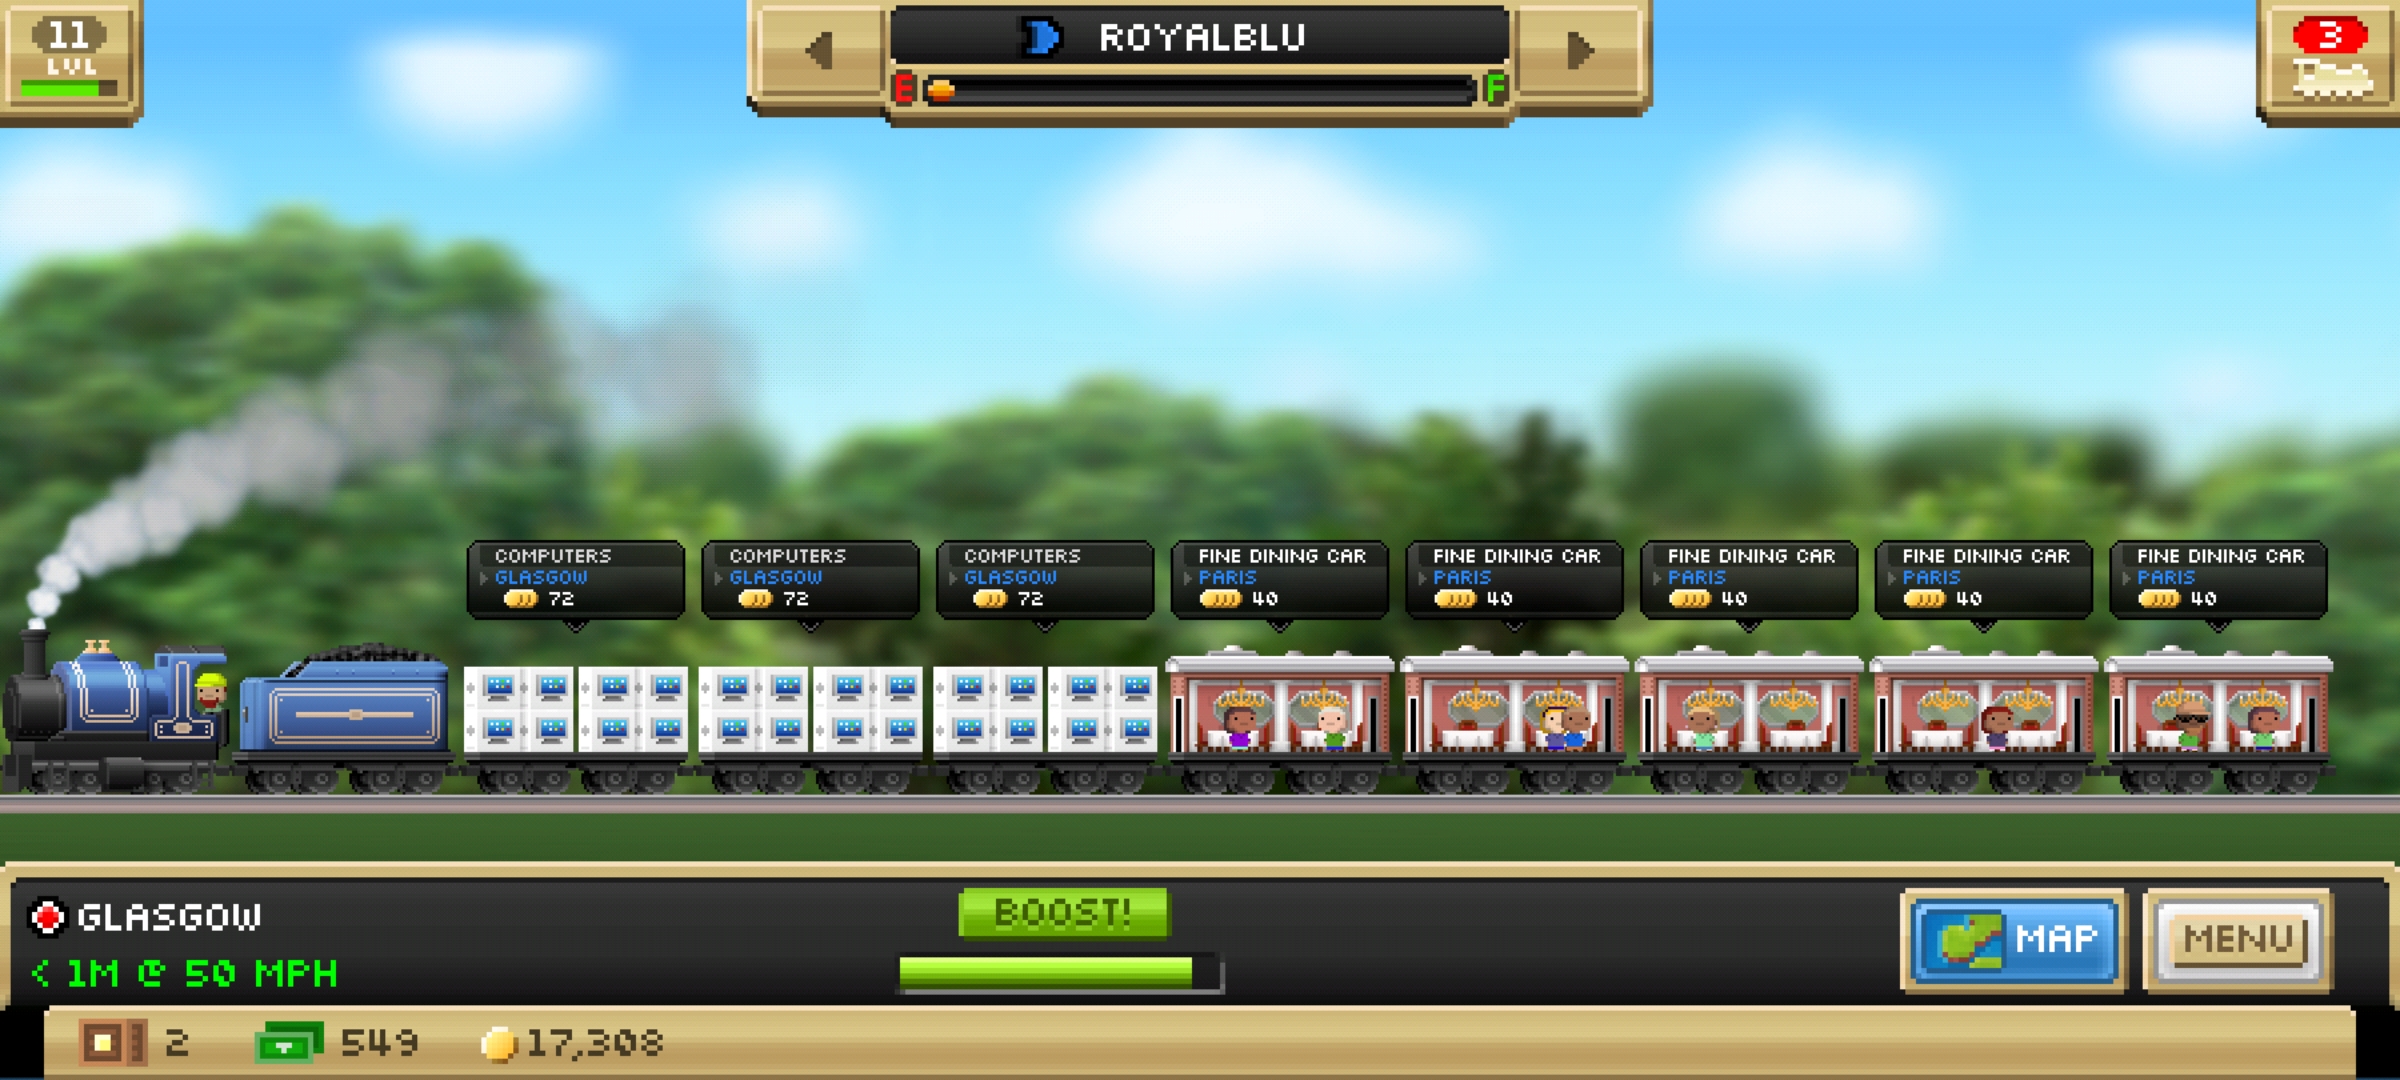 11
LVL
ROYALBLU
E
F
3
COMPUTERS
GLASGOW
72
COMPUTERS
GLASGOW
72
COMPUTERS
GLASGOW
72
FINE DINING CAR
PARIS
40
FINE DINING CAR
PARIS
40
FINE DINING CAR
PARIS
40
FINE DINING CAR
PARIS
40
FINE DINING CAR
PARIS
40
GLASGOW
< 1M @ 50 MPH
BOOST!
MAP
MENU
2
549
17,308